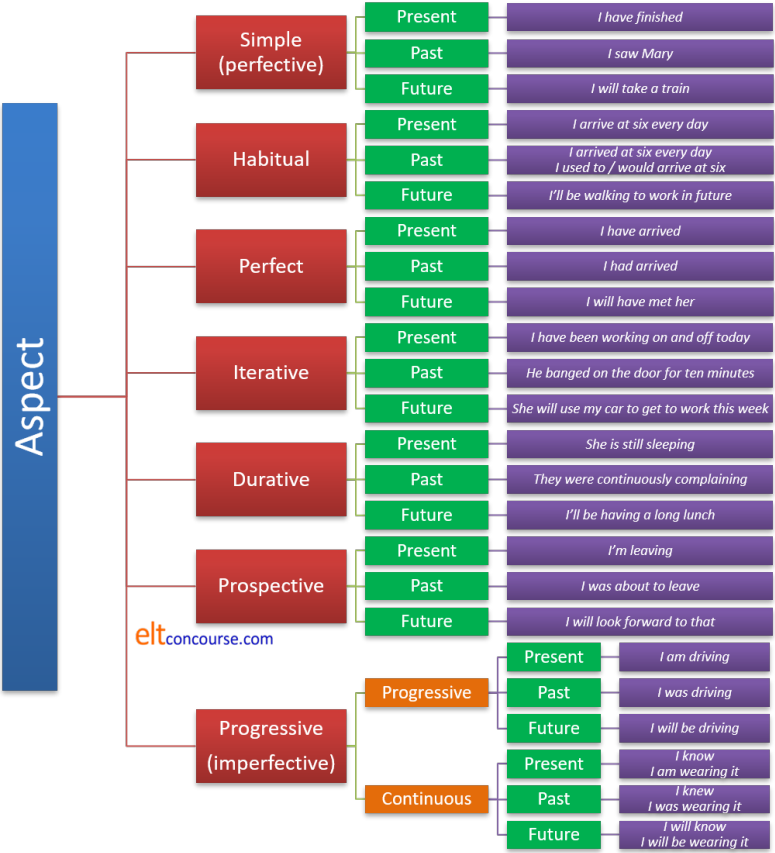 Aspect
Simple
(perfective)
Present
I have finished
Past
I saw Mary
Future
I will take a train
Habitual
Present
I arrive at six every day
Past
I arrived at six every day
I used to / would arrive at six
Future
I'll be walking to work in future
Perfect
Present
I have arrived
Past
I had arrived
Future
I will have met her
Iterative
Present
I have been working on and off today
Past
He banged on the door for ten minutes
Future
She will use my car to get to work this week
Durative
Present
She is still sleeping
Past
They were continuously complaining
Future
I'll be having a long lunch
Prospective
Present
I'm leaving
Past
I was about to leave
Future
I will look forward to that
eltconcourse.com
Progressive
(imperfective)
Progressive
Present
I am driving
Past
I was driving
Future
I will be driving
Continuous
Present
I know
I am wearing it
Past
I knew
I was wearing it
Future
I will know
I will be wearing it